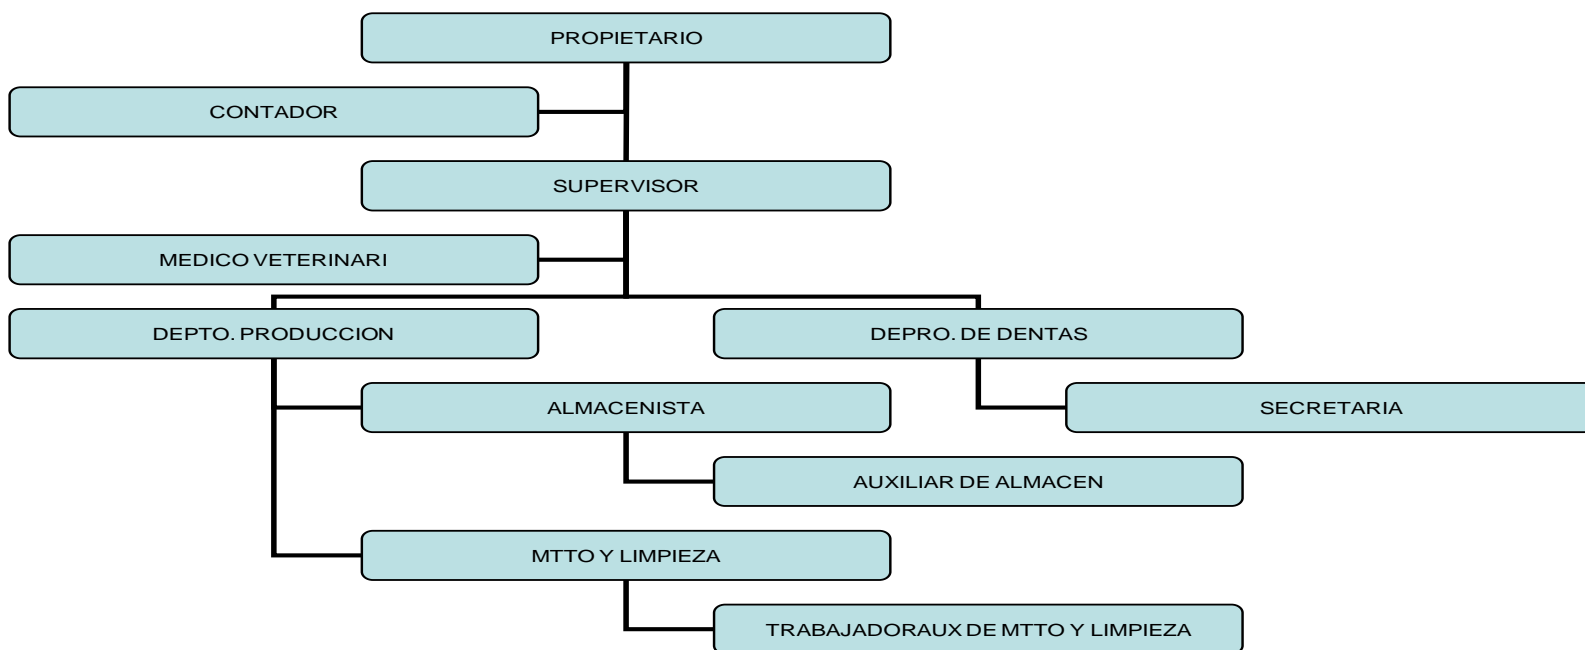 PROPIETARIO
CONTADOR
SUPERVISOR
MEDICO VETERINARI
DEPTO. PRODUCCION
DEPRO. DE DENTAS
ALMACENISTA
SECRETARIA
AUXILIAR DE ALMACEN
MTTO Y LIMPIEZA
TRABAJADORAUX DE MTTO Y LIMPIEZA